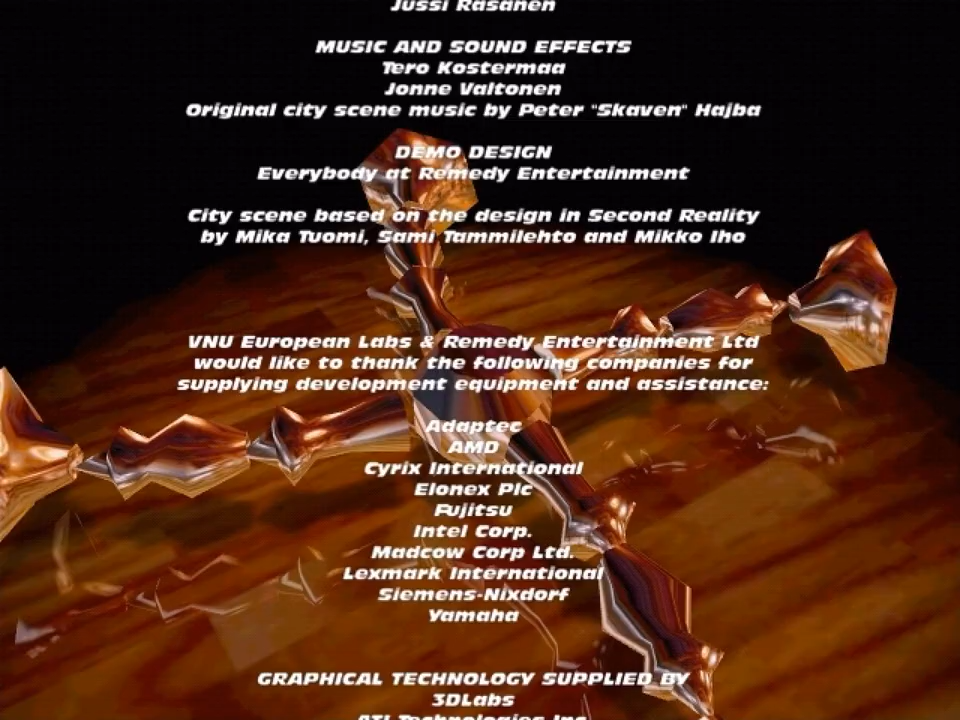 Jussi Räsänen
MUSIC AND SOUND EFFECTS
Tero Kostermaa
Jonne Valtonen
Original city scene music by Peter "Skaven" Hajba
DEMO DESIGN
Everybody at Remedy Entertainment
City scene based on the design in Second Reality
by Mika Tuomi, Sami Tammilehto and Mikko Iho
VNU European Labs & Remedy Entertainment Ltd
would like to thank the following companies for
supplying development equipment and assistance:
Adaptec
AMD
Cyrix International
Elonex Plc
Fujitsu
Intel Corp.
Madcow Corp Ltd.
Lexmark International
Siemens-Nixdorf
Yamaha
GRAPHICAL TECHNOLOGY SUPPLIED BY
3DLabs
ATI Technologies Inc